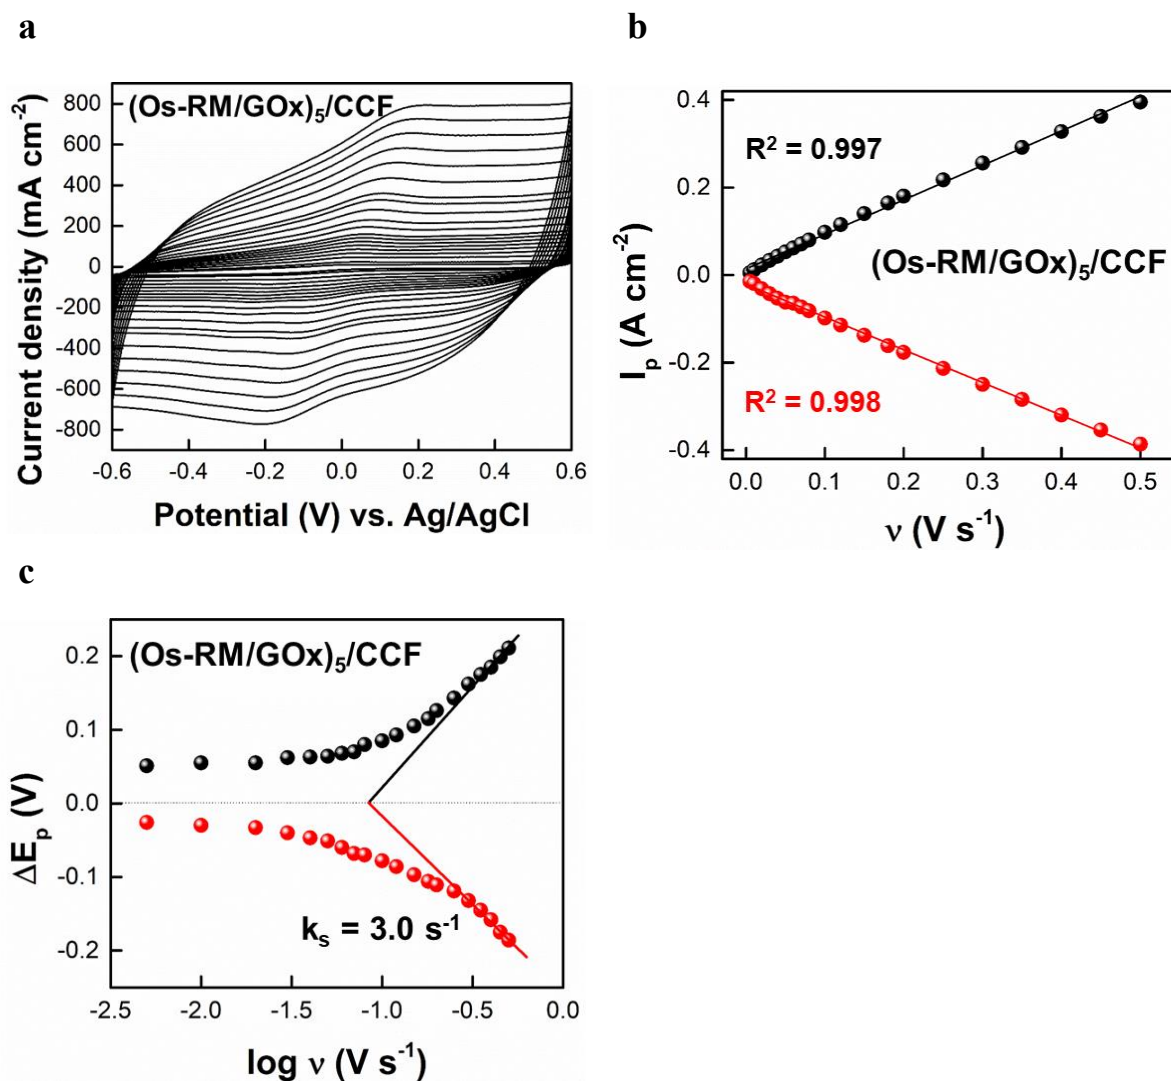 a
(Os-RM/GOx)₅/CCF
Current density (mA cm⁻²)
800
600
400
200
0
-200
-400
-600
-800
-0.6
-0.4
-0.2
0.0
0.2
0.4
0.6
Potential (V) vs. Ag/AgCl
b
R² = 0.997
(Os-RM/GOx)₅/CCF
R² = 0.998
Iₚ (A cm⁻²)
0.4
0.2
0.0
-0.2
-0.4
0.0
0.1
0.2
0.3
0.4
0.5
ν (V s⁻¹)
c
(Os-RM/GOx)₅/CCF
kₛ = 3.0 s⁻¹
ΔEₚ (V)
0.2
0.1
0.0
-0.1
-0.2
-2.5
-2.0
-1.5
-1.0
-0.5
0.0
log ν (V s⁻¹)